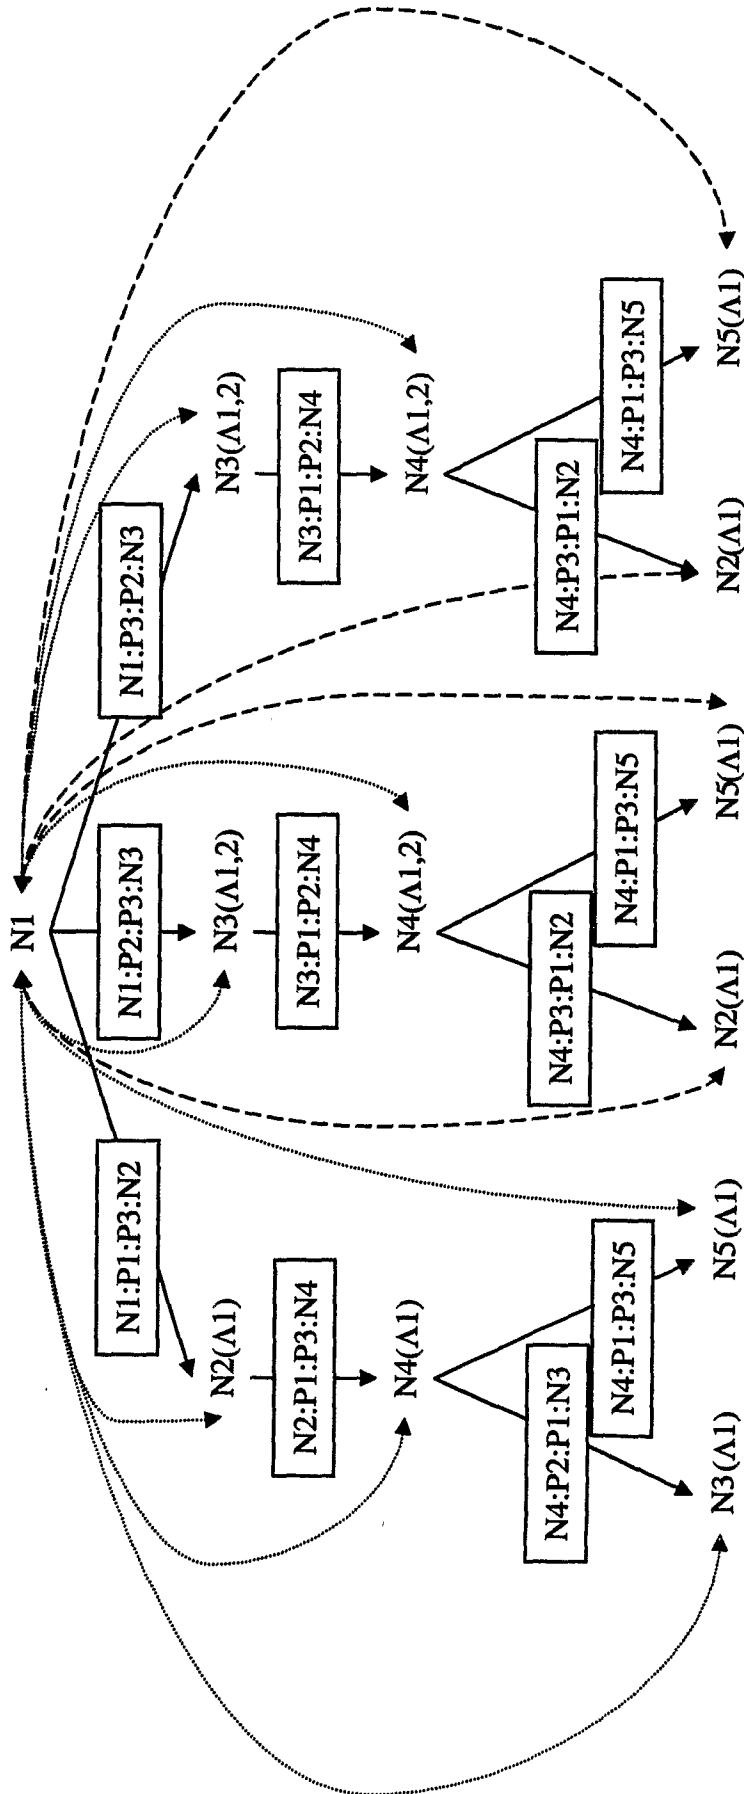 N1
N1:P1:P3:N2
N1:P2:P3:N3
N1:P3:P2:N3
N2(Λ1)
N3(Λ1,2)
N3(Λ1,2)
N2:P1:P3:N4
N3:P1:P2:N4
N3:P1:P2:N4
N4(Λ1)
N4(Λ1,2)
N4(Λ1,2)
N4:P2:P1:N3
N4:P1:P3:N5
N4:P3:P1:N2
N4:P1:P3:N5
N4:P3:P1:N2
N4:P1:P3:N5
N3(Λ1)
N5(Λ1)
N2(Λ1)
N5(Λ1)
N2(Λ1)
N5(Λ1)